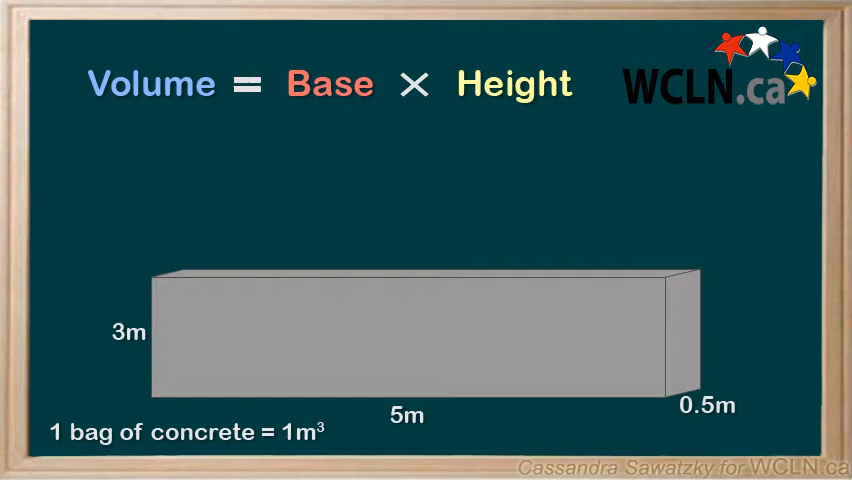 Volume = Base × Height
WCLN.ca
3m
5m
0.5m
1 bag of concrete = 1m³
Cassandra Sawatzky for WCLN.ca